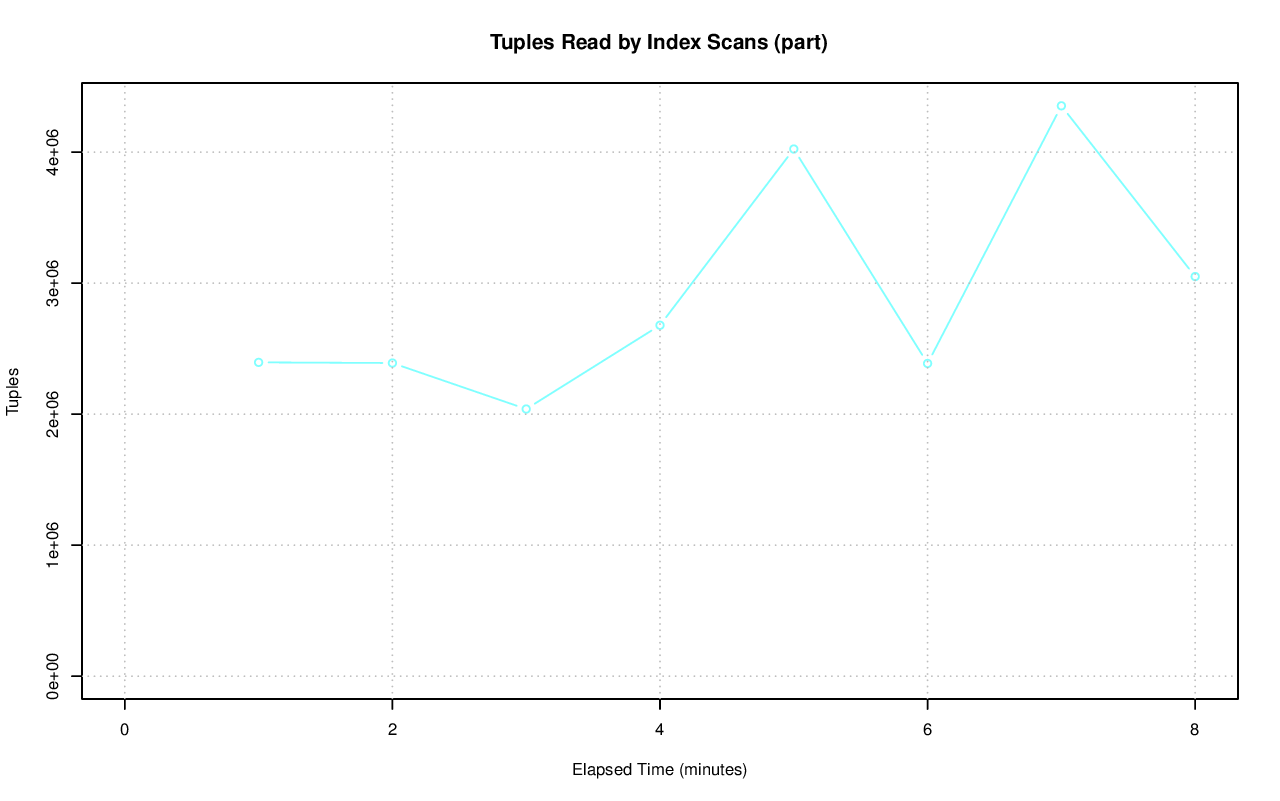 Tuples Read by Index Scans (part)
Tuples
4e+06
3e+06
2e+06
1e+06
0e+00
0 2 4 6 8
Elapsed Time (minutes)